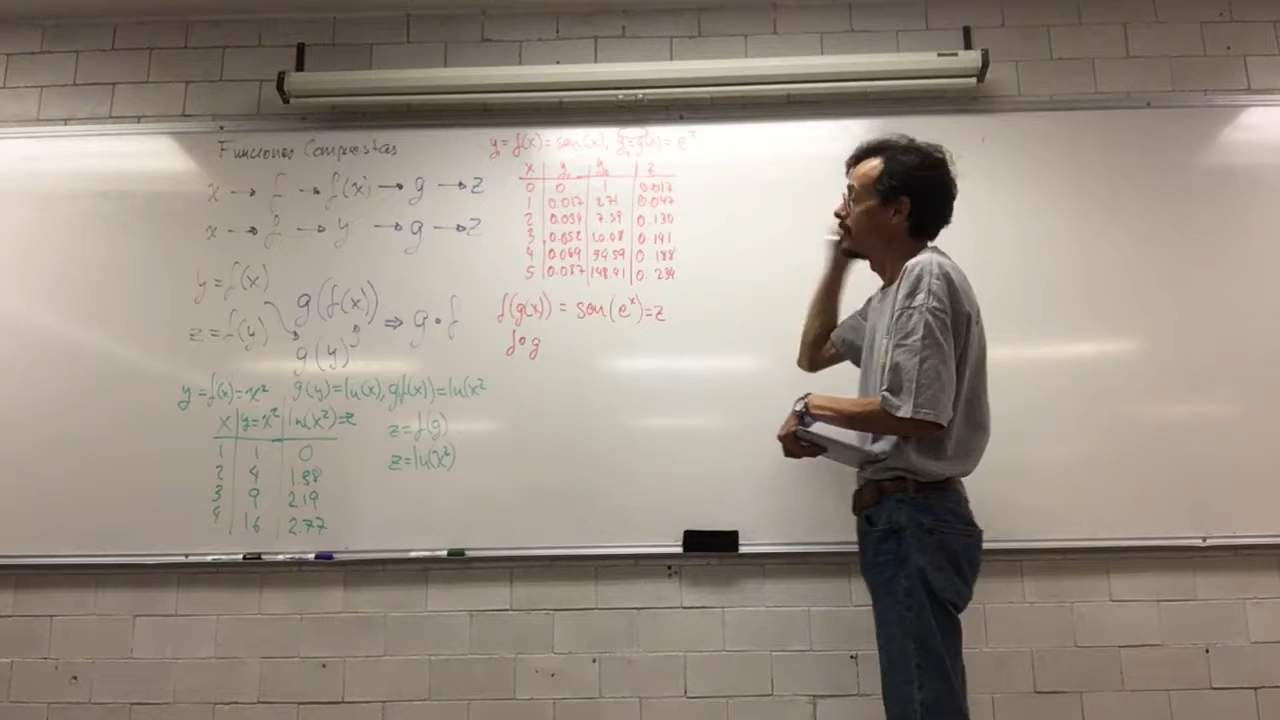 Funciones Compuestas
x → f → f(x) → g → z
x → f → y → g → z
y = f(x)
g(f(x))
z = f(y)
g(y)
⇒ g∘f
y = f(x) = x² g(y) = ln(x), g(f(x)) = ln(x²
x y=x² ln(x²)=z
1 1 0
2 4 1.38
3 9 2.19
4 16 2.77
z = f(g)
z = ln(x²)
y = f(x) = sen(x), = g(x) = e^x
x y₁ y₂ z
0 0 1 0.017
1 0.017 2.71 0.047
2 0.034 7.39 0.130
3 0.052 20.08 0.191
4 0.069 54.59 0.188
5 0.087 148.41 0.234
f(g(x)) = sen(e^x) = z
f∘g